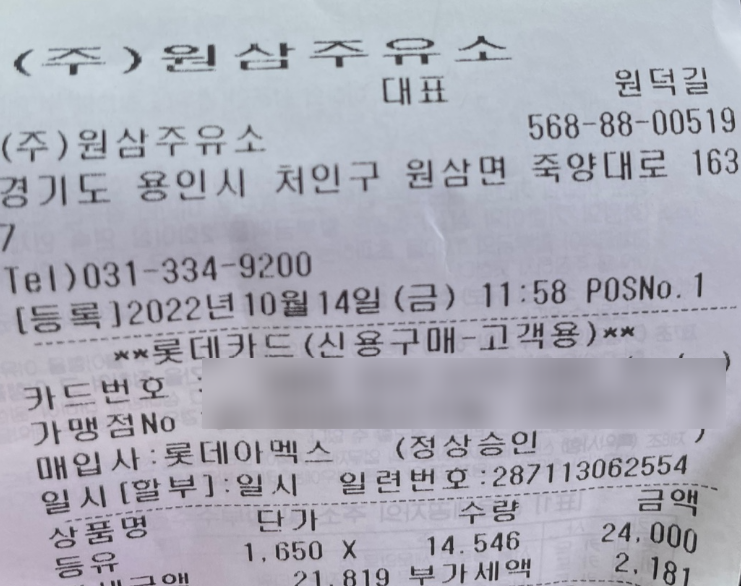 (주)원삼주유소
대표 원덕길
(주)원삼주유소 568-88-00519
경기도 용인시 처인구 원삼면 죽양대로 163
7
Tel)031-334-9200
[등록]2022년10월14일(금) 11:58 POSNo.1
**롯데카드(신용구매-고객용)**
카드번호 :
가맹점No
매입사:롯데아멕스 (정상승인 )
일시[할부]:일시 일련번호:287113062554
상품명 단가 수량 금액
등유 1,650 X 14.546 24,000
21,819 부가세액 2,181